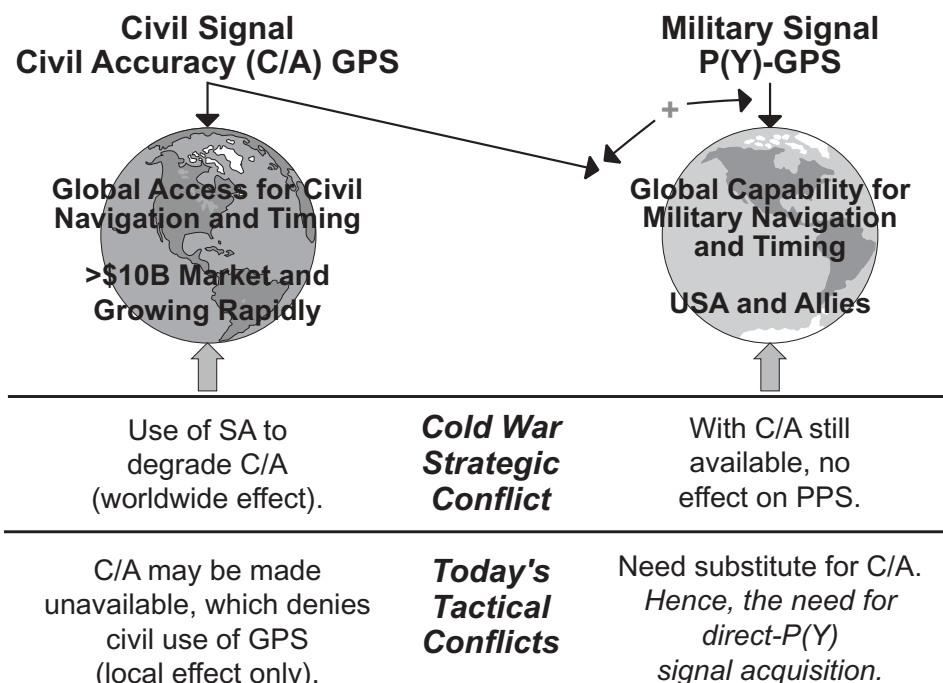 Civil Signal
Civil Accuracy (C/A) GPS
Military Signal
P(Y)-GPS
+
Global Access for Civil
Navigation and Timing
>$10B Market and
Growing Rapidly
Global Capability for
Military Navigation
and Timing
USA and Allies
Use of SA to
degrade C/A
(worldwide effect).
Cold War
Strategic
Conflict
With C/A still
available, no
effect on PPS.
C/A may be made
unavailable, which denies
civil use of GPS
(local effect only).
Today's
Tactical
Conflicts
Need substitute for C/A.
Hence, the need for
direct-P(Y)
signal acquisition.